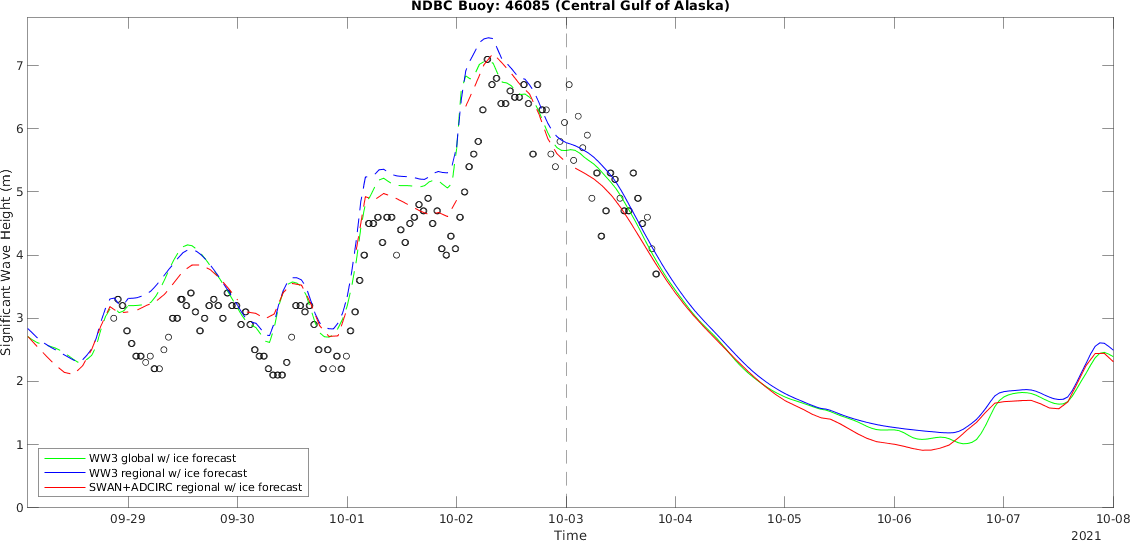 NDBC Buoy: 46085 (Central Gulf of Alaska)
Significant Wave Height (m)
7
6
5
4
3
2
1
0
WW3 global w/ ice forecast
WW3 regional w/ ice forecast
SWAN+ADCIRC regional w/ ice forecast
09-29 09-30 10-01 10-02 10-03 10-04 10-05 10-06 10-07 10-08
Time
2021